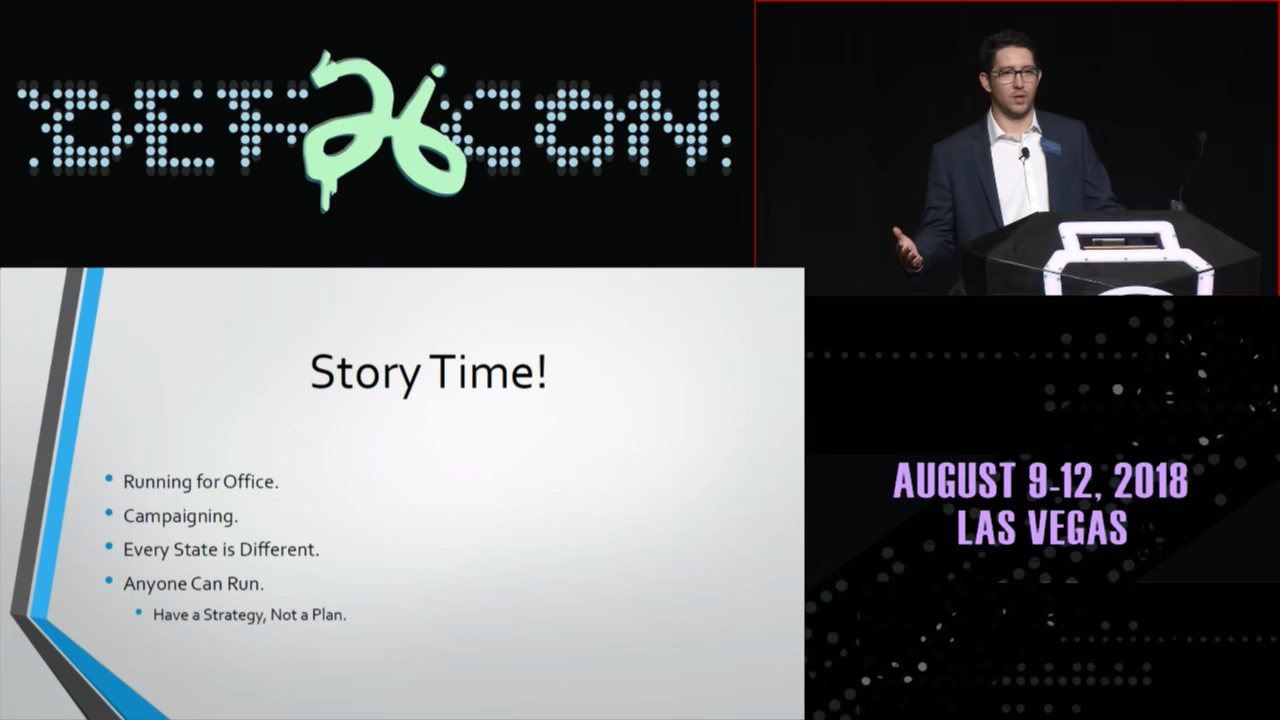 DEF CON
26
Story Time!
Running for Office.
Campaigning.
Every State is Different.
Anyone Can Run.
Have a Strategy, Not a Plan.
AUGUST 9-12, 2018
LAS VEGAS